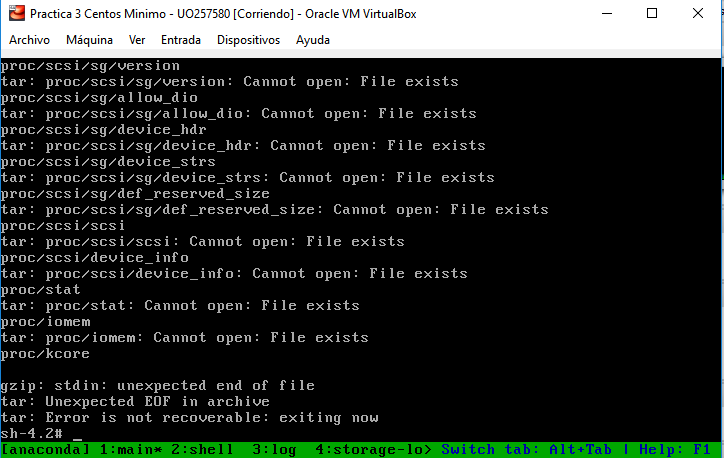 Practica 3 Centos Minimo - UO257580 [Corriendo] - Oracle VM VirtualBox
Archivo Máquina Ver Entrada Dispositivos Ayuda
proc/scsi/sg/version
tar: proc/scsi/sg/version: Cannot open: File exists
proc/scsi/sg/allow_dio
tar: proc/scsi/sg/allow_dio: Cannot open: File exists
proc/scsi/sg/device_hdr
tar: proc/scsi/sg/device_hdr: Cannot open: File exists
proc/scsi/sg/device_strs
tar: proc/scsi/sg/device_strs: Cannot open: File exists
proc/scsi/sg/def_reserved_size
tar: proc/scsi/sg/def_reserved_size: Cannot open: File exists
proc/scsi/scsi
tar: proc/scsi/scsi: Cannot open: File exists
proc/scsi/device_info
tar: proc/scsi/device_info: Cannot open: File exists
proc/stat
tar: proc/stat: Cannot open: File exists
proc/iomem
tar: proc/iomem: Cannot open: File exists
proc/kcore
gzip: stdin: unexpected end of file
tar: Unexpected EOF in archive
tar: Error is not recoverable: exiting now
sh-4.2# _
[anaconda] 1:main* 2:shell  3:log  4:storage-lo> Switch tab: Alt+Tab | Help: F1